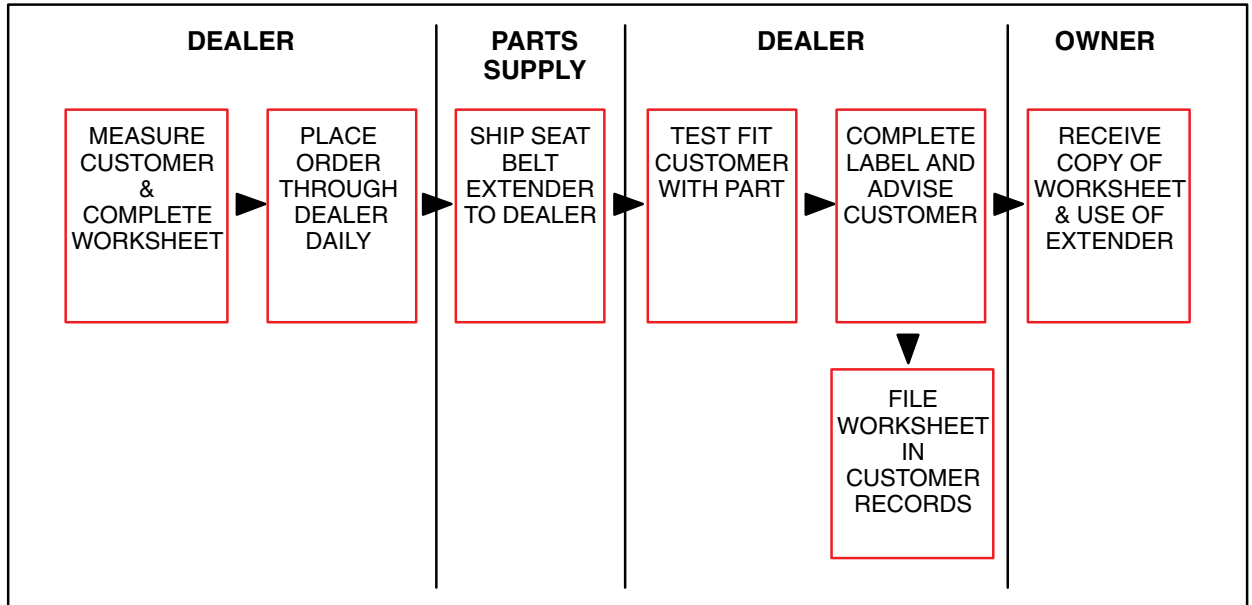 DEALER
PARTS
SUPPLY
DEALER
OWNER
MEASURE
CUSTOMER
&
COMPLETE
WORKSHEET
PLACE
ORDER
THROUGH
DEALER
DAILY
SHIP SEAT
BELT
EXTENDER
TO DEALER
TEST FIT
CUSTOMER
WITH PART
COMPLETE
LABEL AND
ADVISE
CUSTOMER
RECEIVE
COPY OF
WORKSHEET
& USE OF
EXTENDER
FILE
WORKSHEET
IN
CUSTOMER
RECORDS